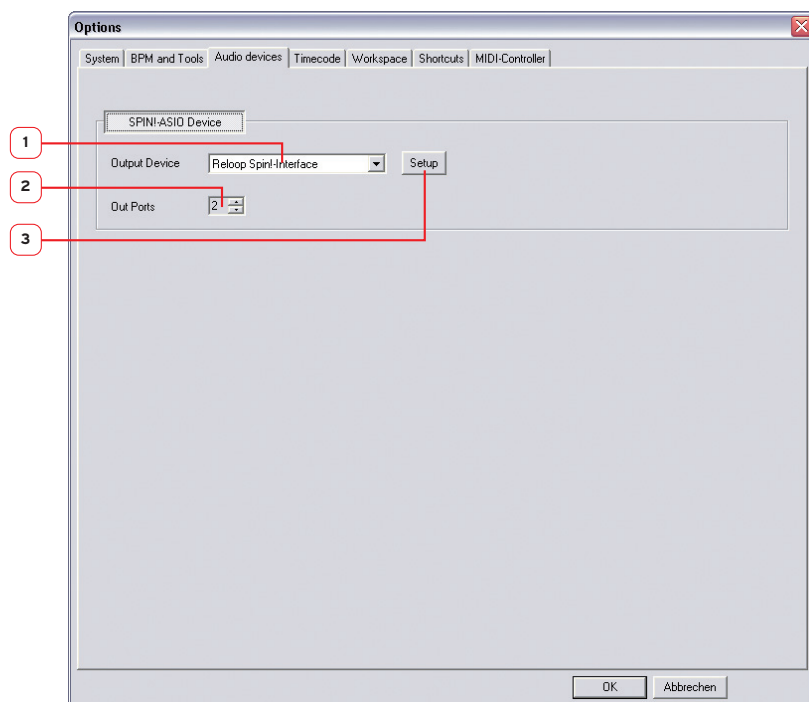 Options
System BPM and Tools Audio devices Timecode Workspace Shortcuts MIDI-Controller
SPIN!-ASIO Device
1
Output Device Reloop Spin!-Interface Setup
2
Out Ports 2
3
OK Abbrechen